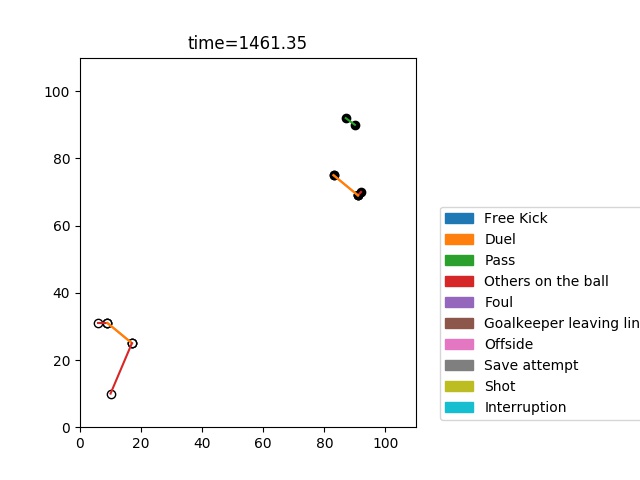 time=1461.35
100
80
60
40
20
0
0 20 40 60 80 100
Free Kick
Duel
Pass
Others on the ball
Foul
Goalkeeper leaving lin
Offside
Save attempt
Shot
Interruption